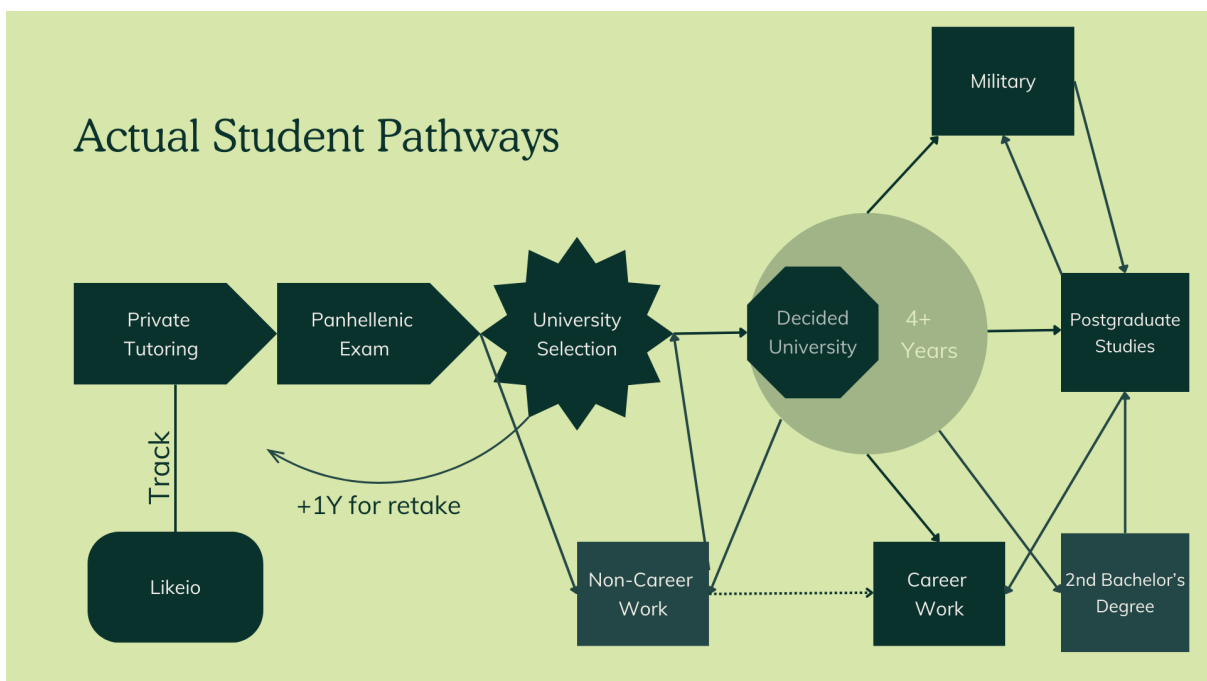 Military
Actual Student Pathways
Private
Tutoring
Panhellenic
Exam
University
Selection
Decided
University
4+
Years
Postgraduate
Studies
Track
+1Y for retake
Likeio
Non-Career
Work
Career
Work
2nd Bachelor's
Degree